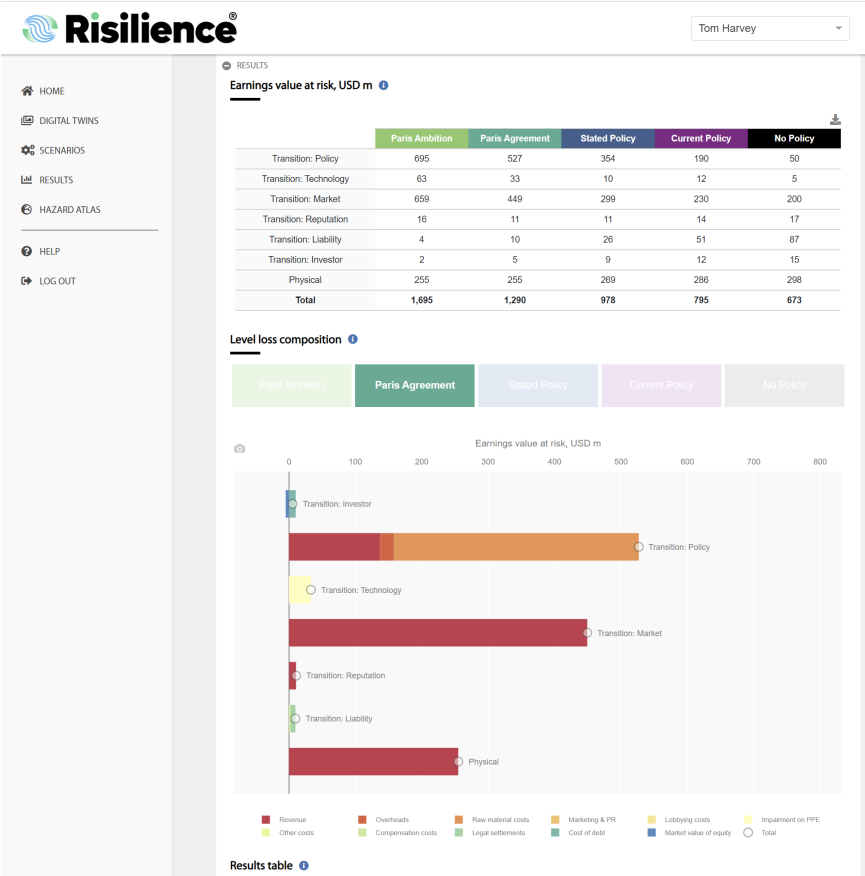 Risilience®
Tom Harvey
HOME
DIGITAL TWINS
SCENARIOS
RESULTS
HAZARD ATLAS
HELP
LOG OUT
RESULTS
Earnings value at risk, USD m
Paris Ambition Paris Agreement Stated Policy Current Policy No Policy
Transition: Policy 695 527 354 190 50
Transition: Technology 63 33 10 12 5
Transition: Market 659 449 299 230 200
Transition: Reputation 16 11 11 14 17
Transition: Liability 4 10 26 51 87
Transition: Investor 2 5 9 12 15
Physical 255 255 269 286 298
Total 1,695 1,290 978 795 673
Level loss composition
Paris Ambition Paris Agreement Stated Policy Current Policy No Policy
Earnings value at risk, USD m
0 100 200 300 400 500 600 700 800
Transition: Investor
Transition: Policy
Transition: Technology
Transition: Market
Transition: Reputation
Transition: Liability
Physical
Revenue Overheads Raw material costs Marketing & PR Lobbying costs Impairment on PPE
Other costs Compensation costs Legal settlements Cost of debt Market value of equity Total
Results table